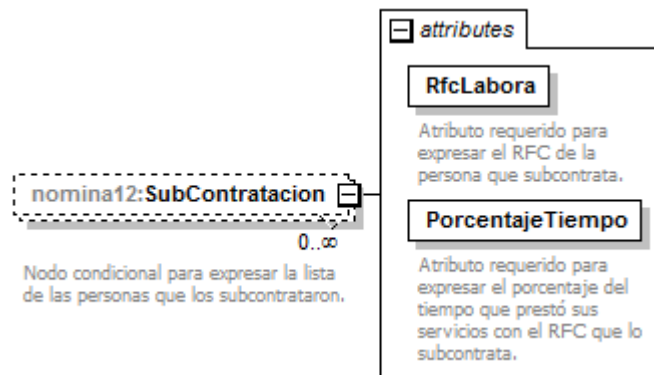 attributes
RfcLabora
Atributo requerido para
expresar el RFC de la
persona que subcontrata.
nomina12:SubContratacion
0..∞
Nodo condicional para expresar la lista
de las personas que los subcontrataron.
PorcentajeTiempo
Atributo requerido para
expresar el porcentaje del
tiempo que prestó sus
servicios con el RFC que lo
subcontrata.